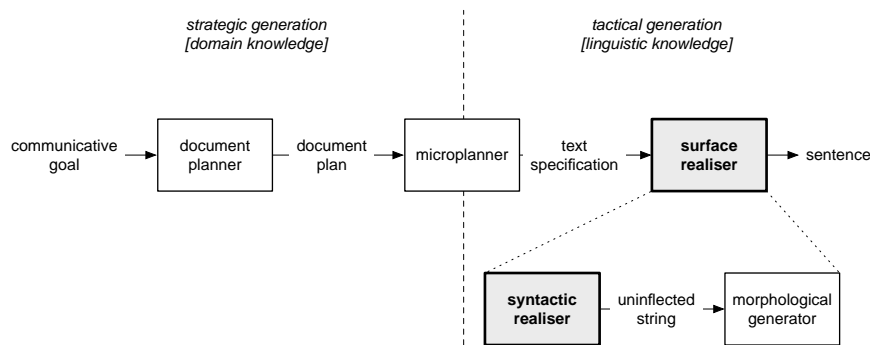 strategic generation
[domain knowledge]
tactical generation
[linguistic knowledge]
communicative
goal
document
planner
document
plan
microplanner
text
specification
surface
realiser
sentence
syntactic
realiser
uninflected
string
morphological
generator